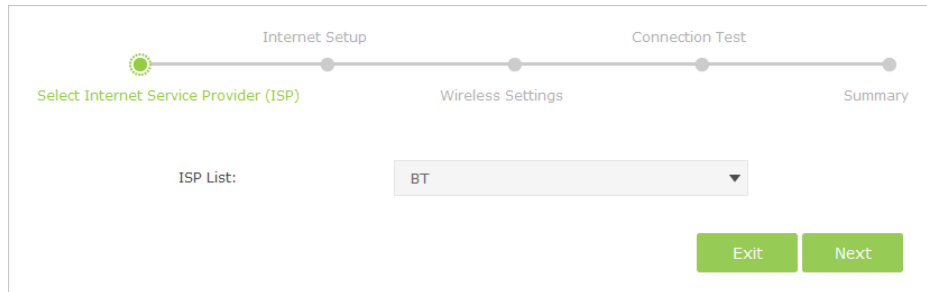 Internet Setup
Connection Test
Select Internet Service Provider (ISP)
Wireless Settings
Summary
ISP List:
BT
Exit
Next